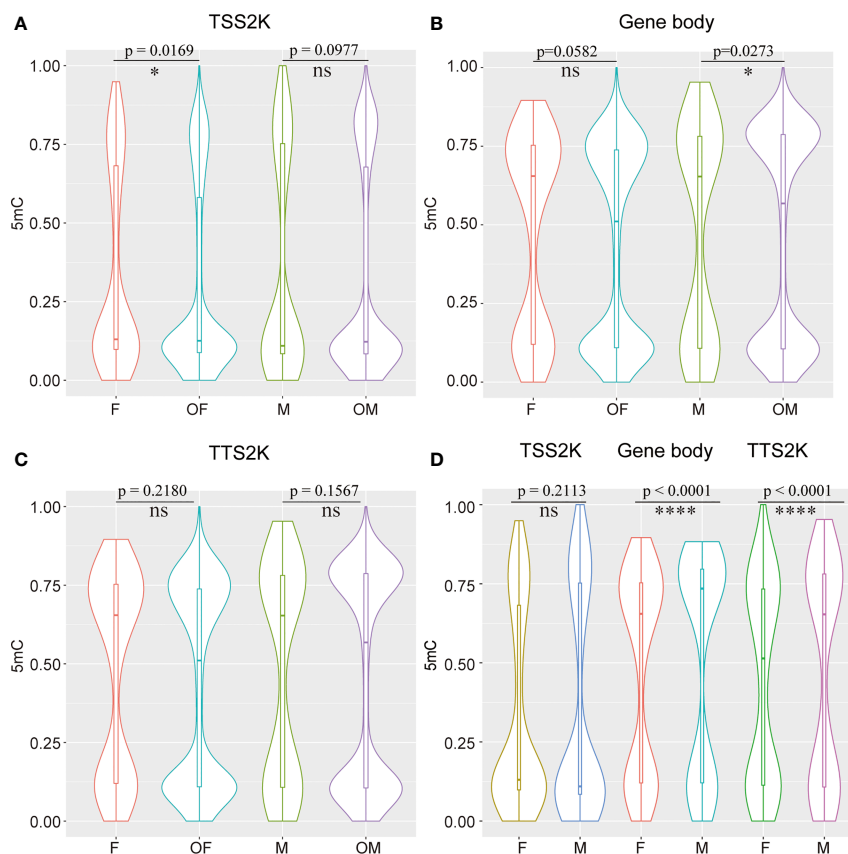 A
TSS2K
p = 0.0169
p = 0.0977
*
ns
1.00
0.75
0.50
0.25
0.00
5mC
F OF M OM
B
Gene body
p=0.0582
p=0.0273
ns
*
1.00
0.75
0.50
0.25
0.00
5mC
F OF M OM
C
TTS2K
p = 0.2180
p = 0.1567
ns
ns
1.00
0.75
0.50
0.25
0.00
5mC
F OF M OM
D
TSS2K Gene body TTS2K
p = 0.2113 p < 0.0001 p < 0.0001
ns **** ****
1.00
0.75
0.50
0.25
0.00
5mC
F M F M F M